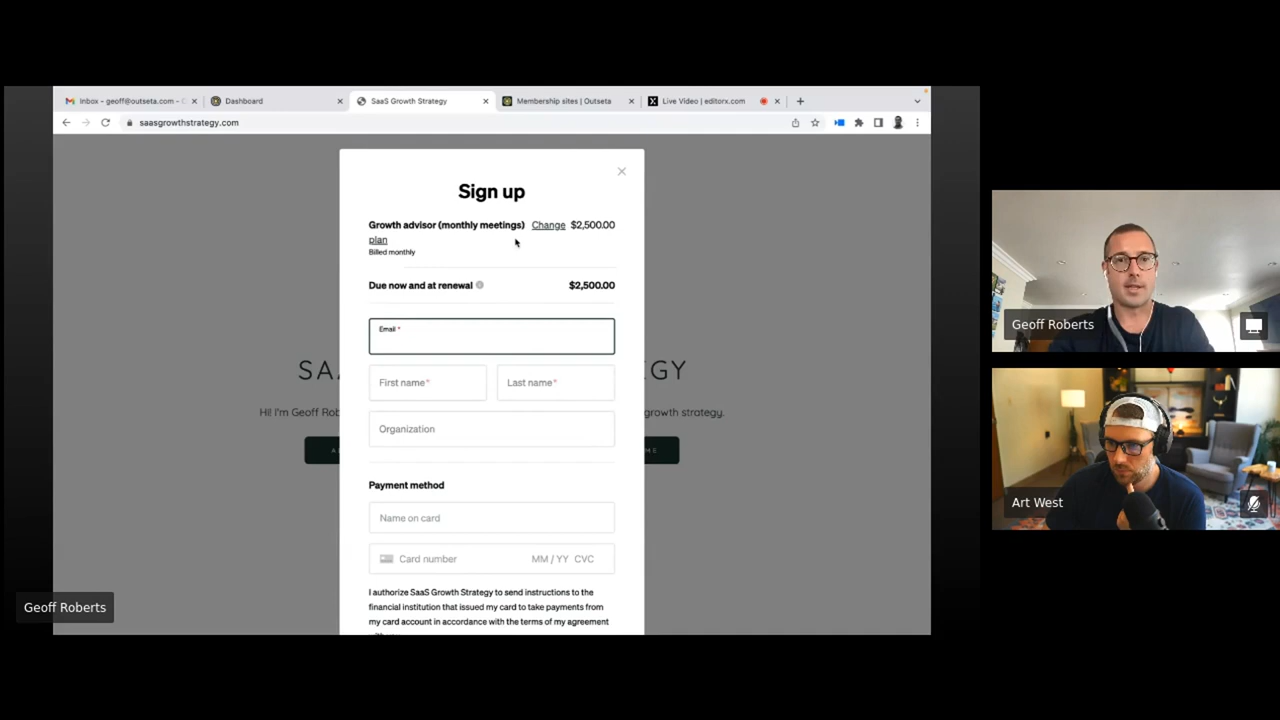 Inbox - geoff@outseta.com -
Dashboard
SaaS Growth Strategy
Membership sites | Outseta
Live Video | editorx.com
saasgrowthstrategy.com
Sign up
Growth advisor (monthly meetings) Change $2,500.00
plan
Billed monthly
Due now and at renewal $2,500.00
Email *
SA GY
First name* Last name*
Hi! I'm Geoff Rob growth strategy.
Organization
A ME
Payment method
Name on card
Card number MM / YY CVC
I authorize SaaS Growth Strategy to send instructions to the
financial institution that issued my card to take payments from
my card account in accordance with the terms of my agreement
Geoff Roberts
Art West
Geoff Roberts